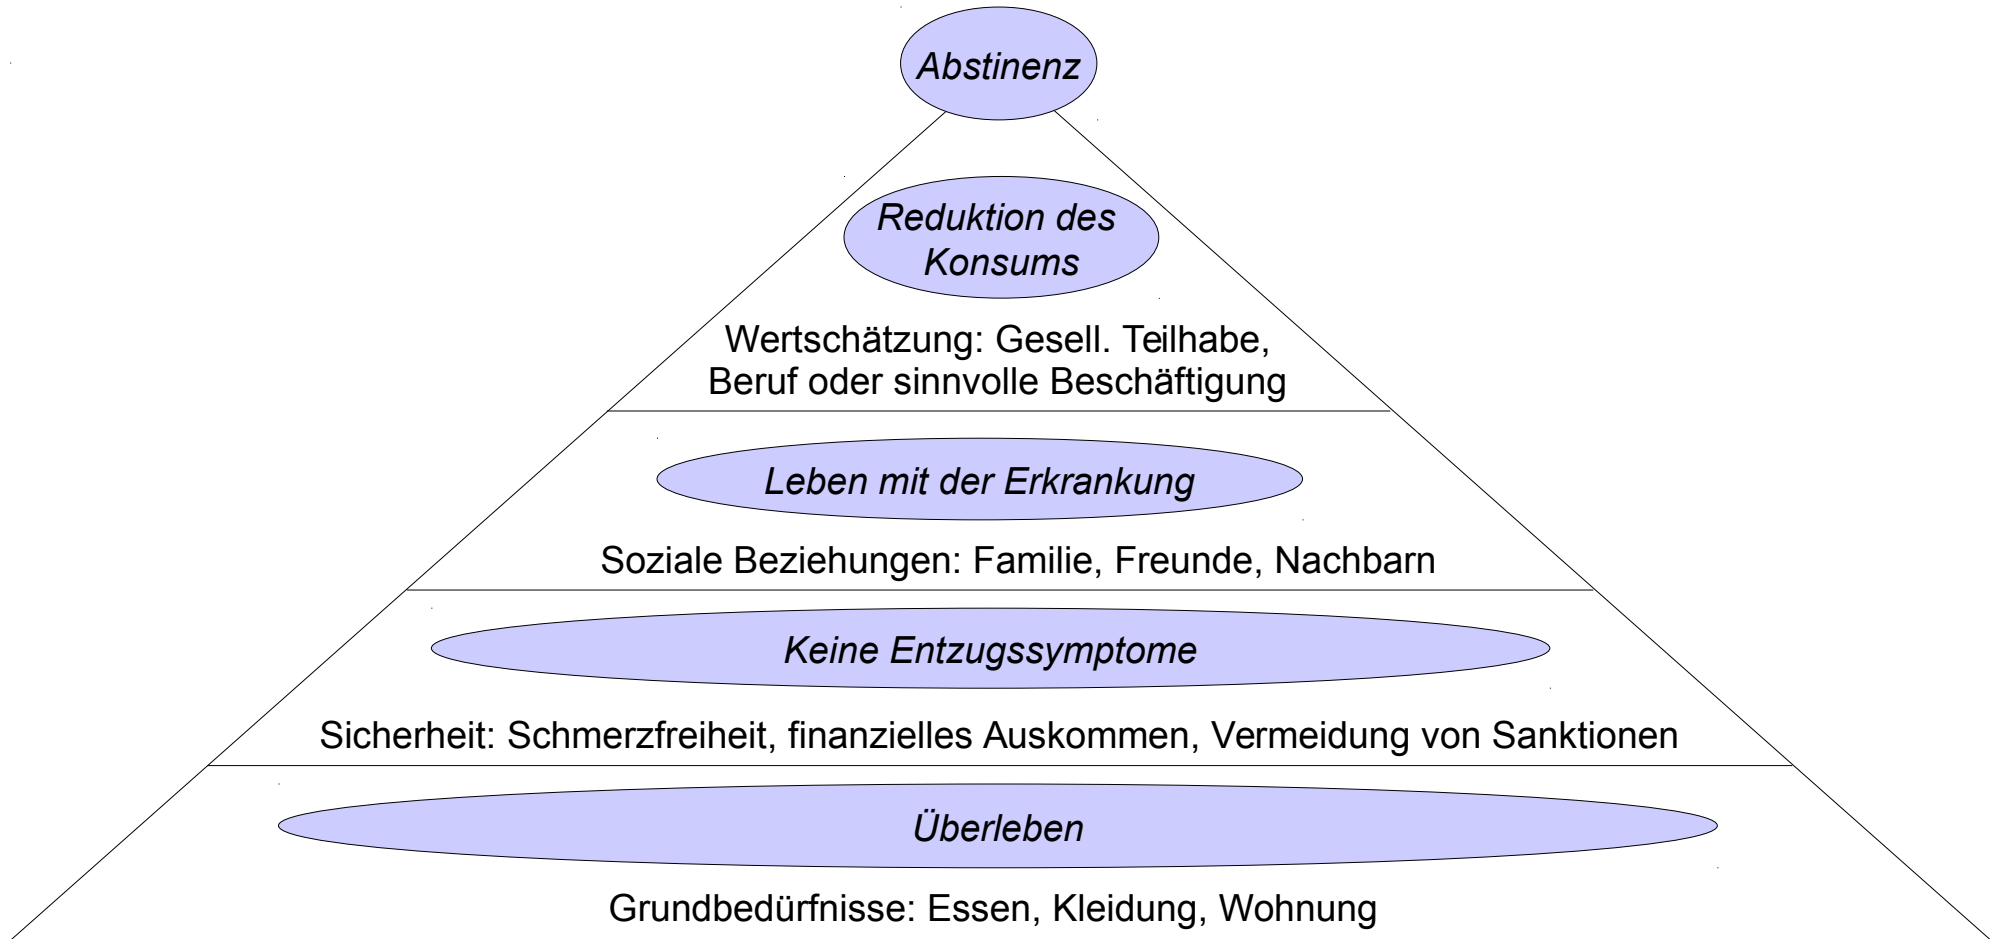 Abstinenz
Reduktion des
Konsums
Wertschätzung: Gesell. Teilhabe,
Beruf oder sinnvolle Beschäftigung
Leben mit der Erkrankung
Soziale Beziehungen: Familie, Freunde, Nachbarn
Keine Entzugssymptome
Sicherheit: Schmerzfreiheit, finanzielles Auskommen, Vermeidung von Sanktionen
Überleben
Grundbedürfnisse: Essen, Kleidung, Wohnung